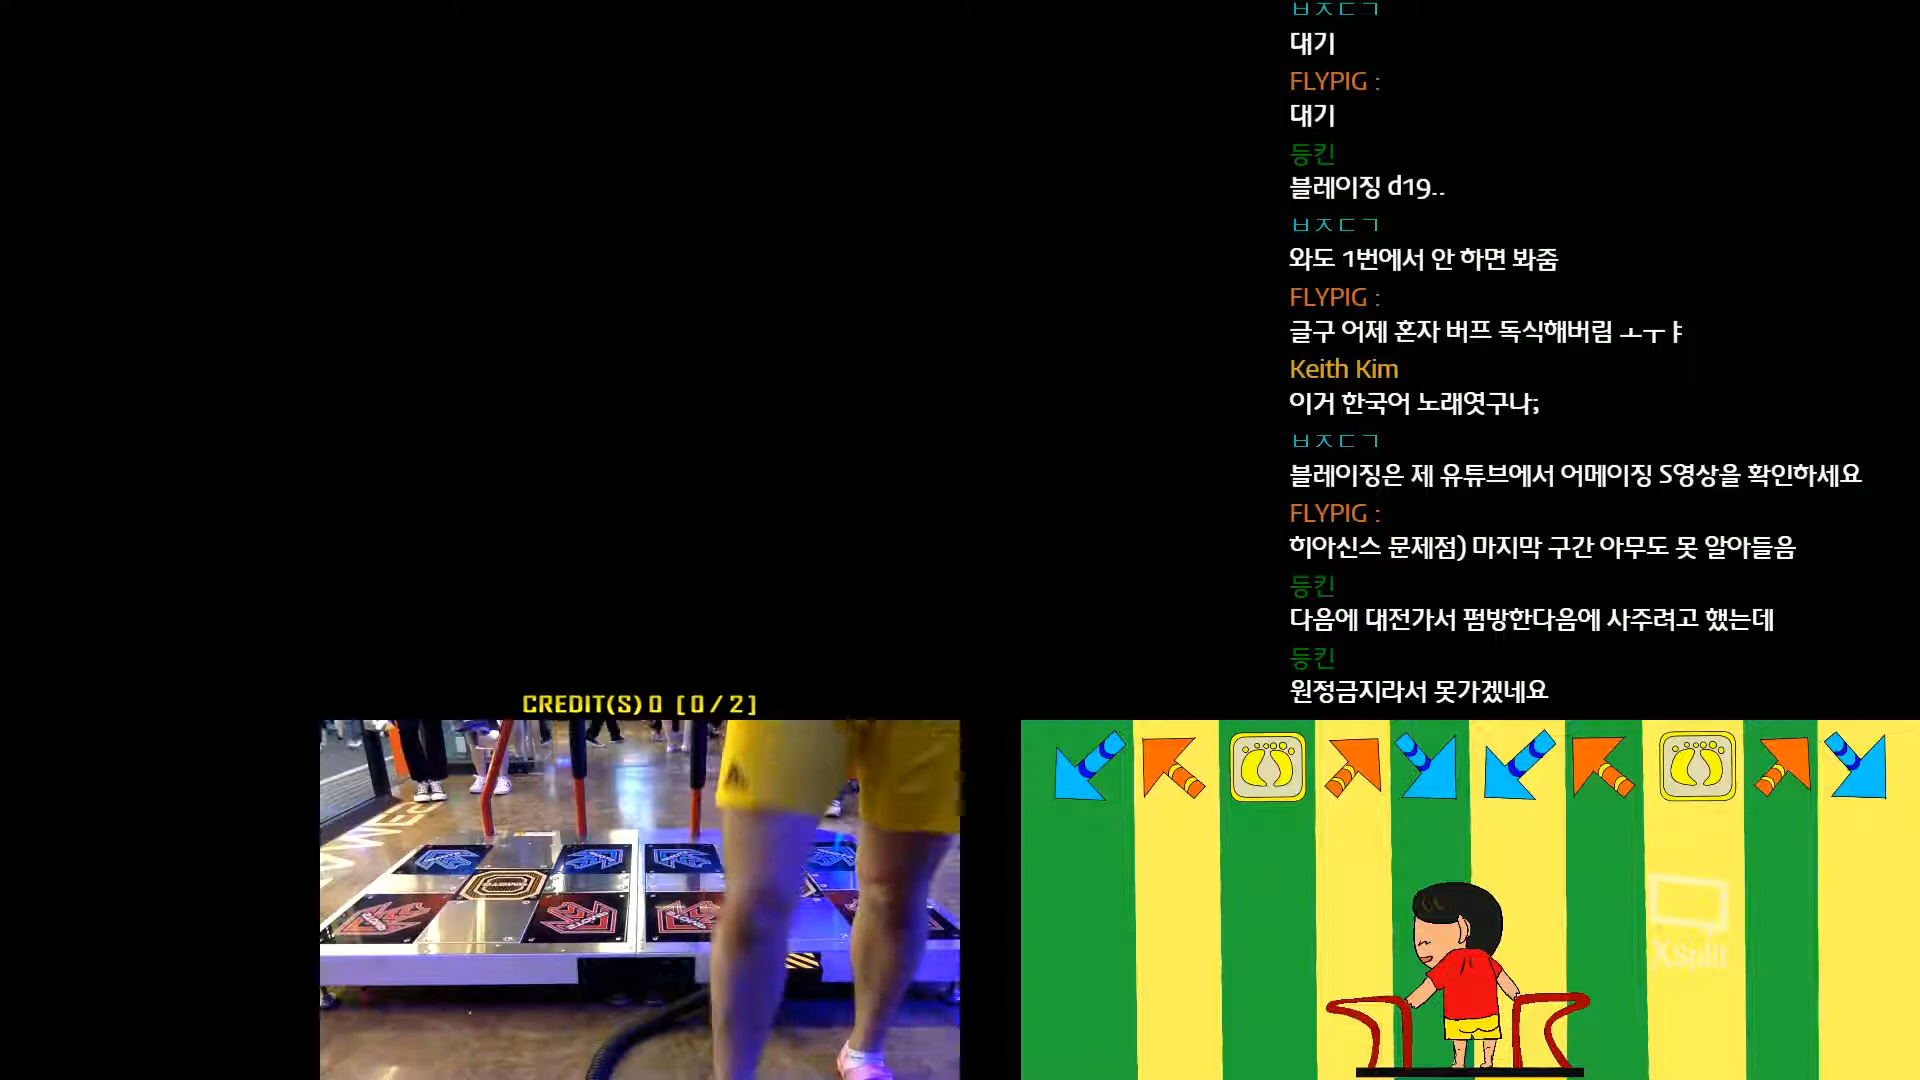 ㅂㅈㄷㄱ
대기
FLYPIG :
대기
등킨
블레이징 d19..
ㅂㅈㄷㄱ
와도 1번에서 안 하면 봐줌
FLYPIG :
글구 어제 혼자 버프 독식해버림 ㅗㅜㅑ
Keith Kim
이거 한국어 노래엿구나;
ㅂㅈㄷㄱ
블레이징은 제 유튜브에서 어메이징 S영상을 확인하세요
FLYPIG :
히아신스 문제점) 마지막 구간 아무도 못 알아들음
등킨
다음에 대전가서 펌방한다음에 사주려고 했는데
등킨
원정금지라서 못가겠네요
CREDIT(S) 0 [0/2]
XSplit